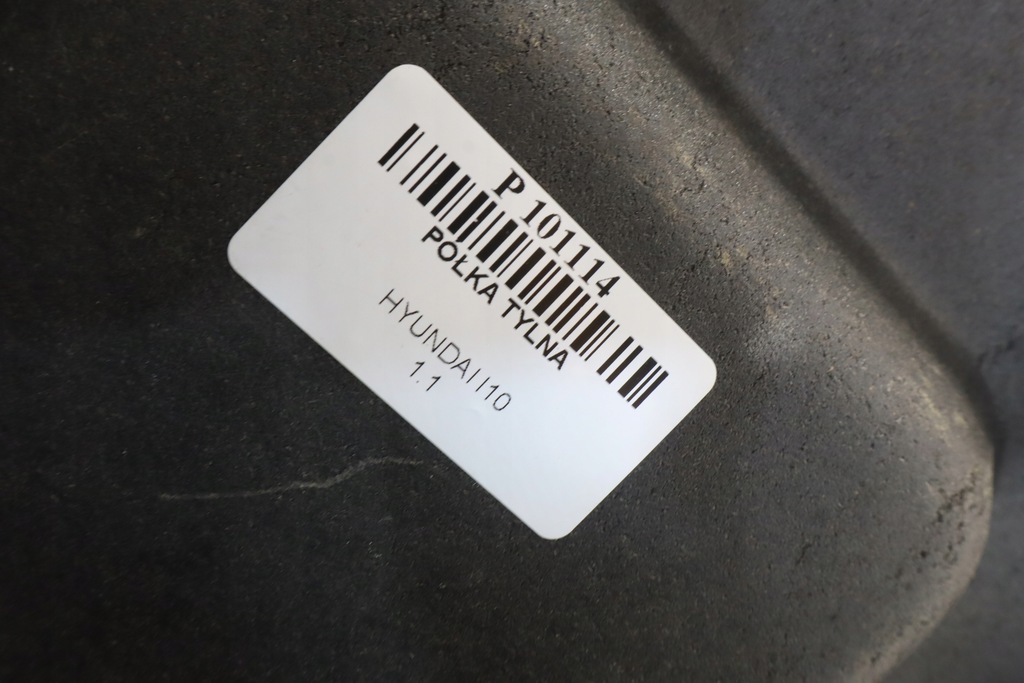 P 101114
PÓŁKA TYLNA
HYUNDAI I10
1.1